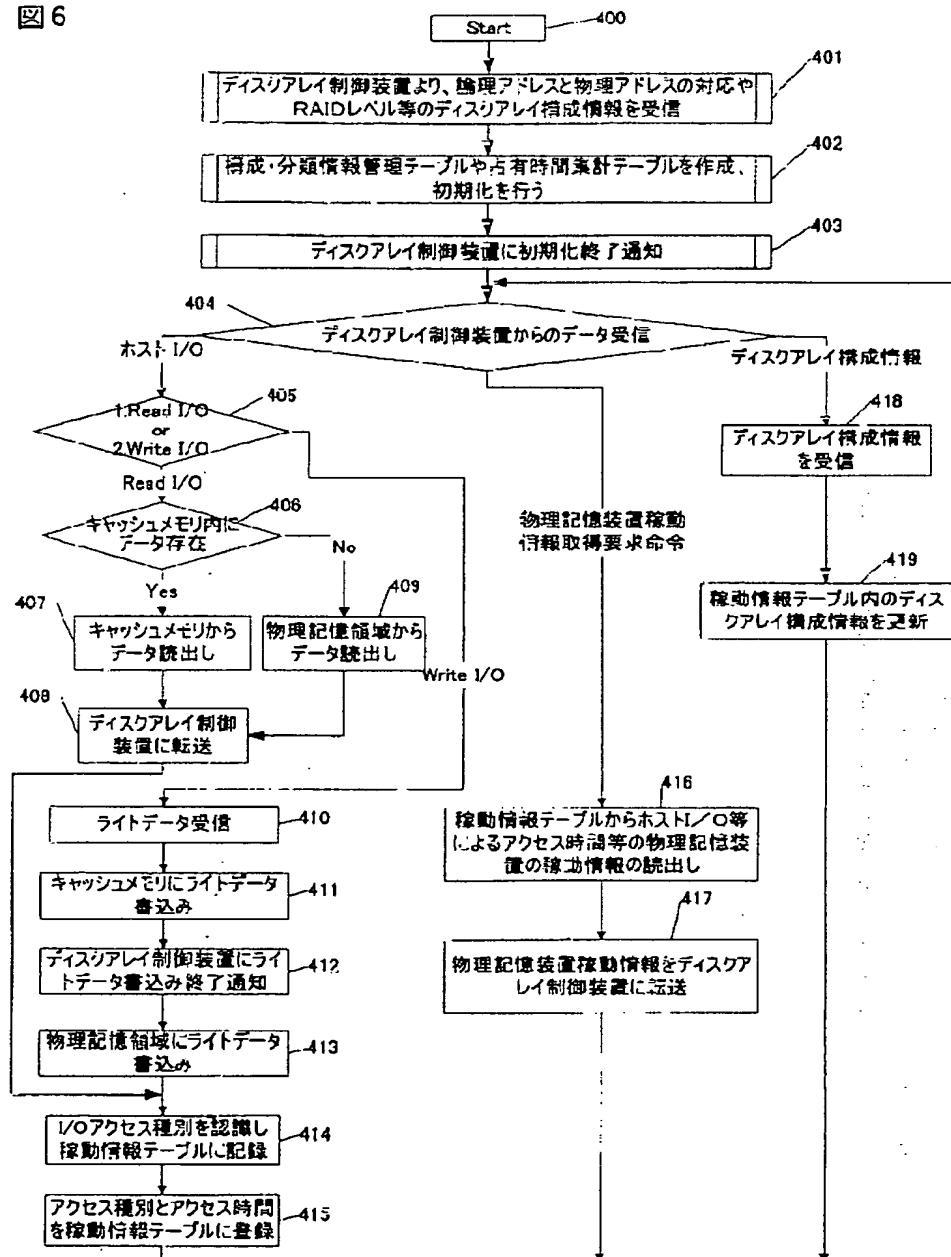 図6
Start
400
ディスクアレイ制御装置より、論理アドレスと物理アドレスの対応や
RAIDレベル等のディスクアレイ構成情報を受信
401
構成・分類情報管理テーブルや占有時間集計テーブルを作成、
初期化を行う
402
ディスクアレイ制御装置に初期化終了通知
403
404
ディスクアレイ制御装置からのデータ受信
ホスト I/O
ディスクアレイ構成情報
1.Read I/O
or
2.Write I/O
405
Read I/O
キャッシュメモリ内に
データ存在
406
Yes
No
407
キャッシュメモリから
データ読出し
409
物理記憶領域から
データ読出し
Write I/O
408
ディスクアレイ制御
装置に転送
ライトデータ受信
410
キャッシュメモリにライトデータ
書込み
411
ディスクアレイ制御装置にライ
トデータ書込み終了通知
412
物理記憶領域にライトデータ
書込み
413
I/Oアクセス種別を認識し
稼動情報テーブルに記録
414
アクセス種別とアクセス時間
を稼動情報テーブルに登録
415
物理記憶装置稼動
情報取得要求命令
416
稼動情報テーブルからホストI/O等
によるアクセス時間等の物理記憶装
置の稼動情報の読出し
417
物理記憶装置稼動情報をディスクア
レイ制御装置に転送
418
ディスクアレイ構成情報
を受信
419
稼動情報テーブル内のディス
クアレイ構成情報を更新